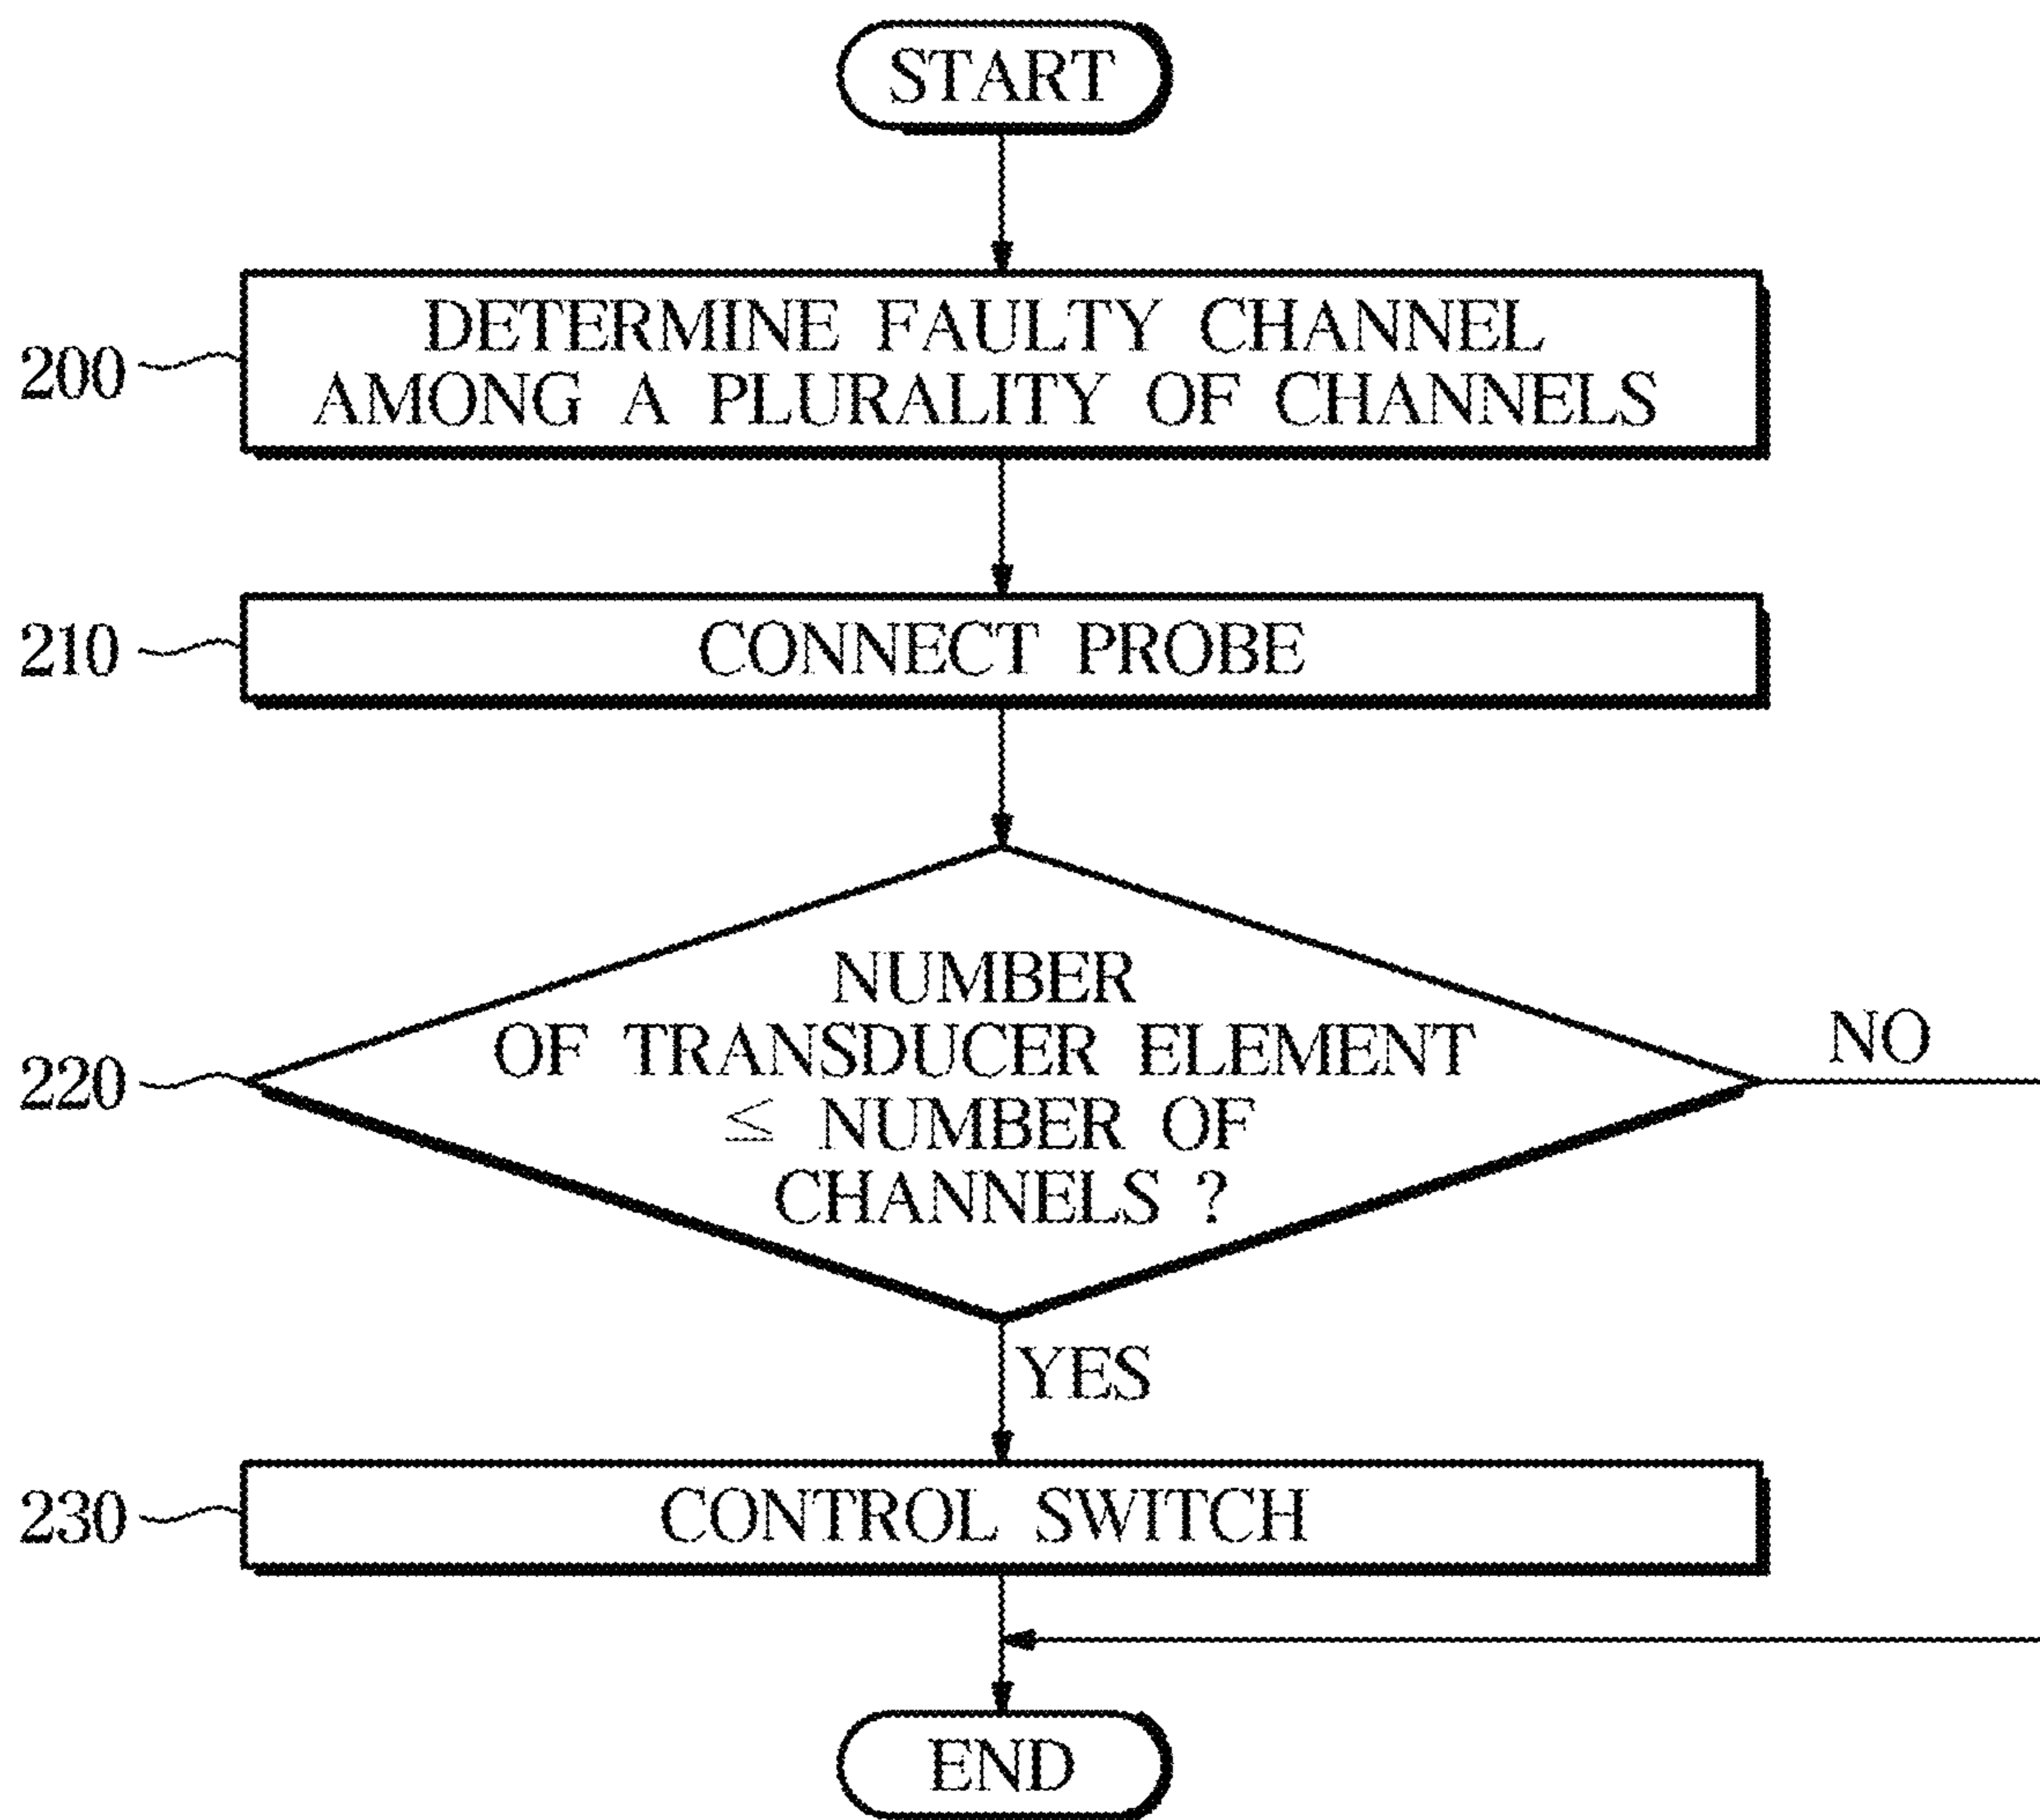 START
200
DETERMINE FAULTY CHANNEL
AMONG A PLURALITY OF CHANNELS
210
CONNECT PROBE
220
NUMBER
OF TRANSDUCER ELEMENT
≤ NUMBER OF
CHANNELS ?
NO
YES
230
CONTROL SWITCH
END